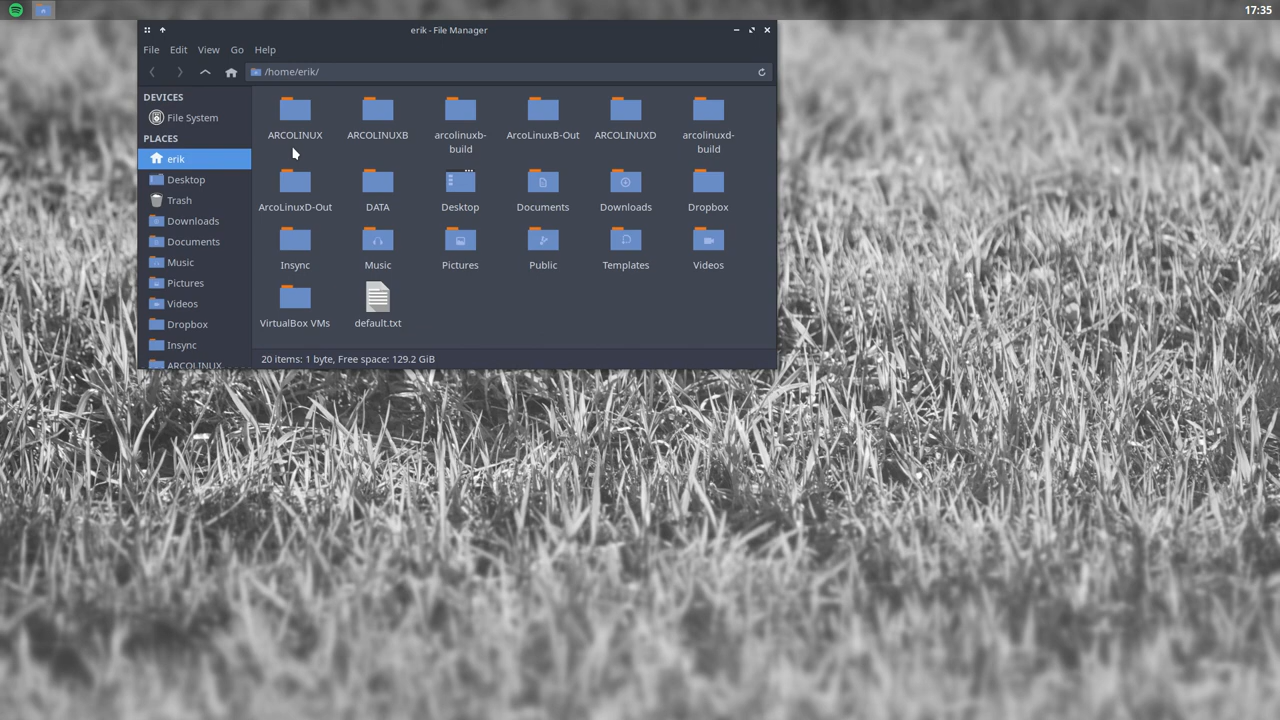 17:35
erik - File Manager
File Edit View Go Help
/home/erik/
DEVICES
File System
PLACES
erik
Desktop
Trash
Downloads
Documents
Music
Pictures
Videos
Dropbox
Insync
ARCOLINUX
ARCOLINUX ARCOLINUXB arcolinuxb- ArcoLinuxB-Out ARCOLINUXD arcolinuxd-
build build
ArcoLinuxD-Out DATA Desktop Documents Downloads Dropbox
Insync Music Pictures Public Templates Videos
VirtualBox VMs default.txt
20 items: 1 byte, Free space: 129.2 GiB